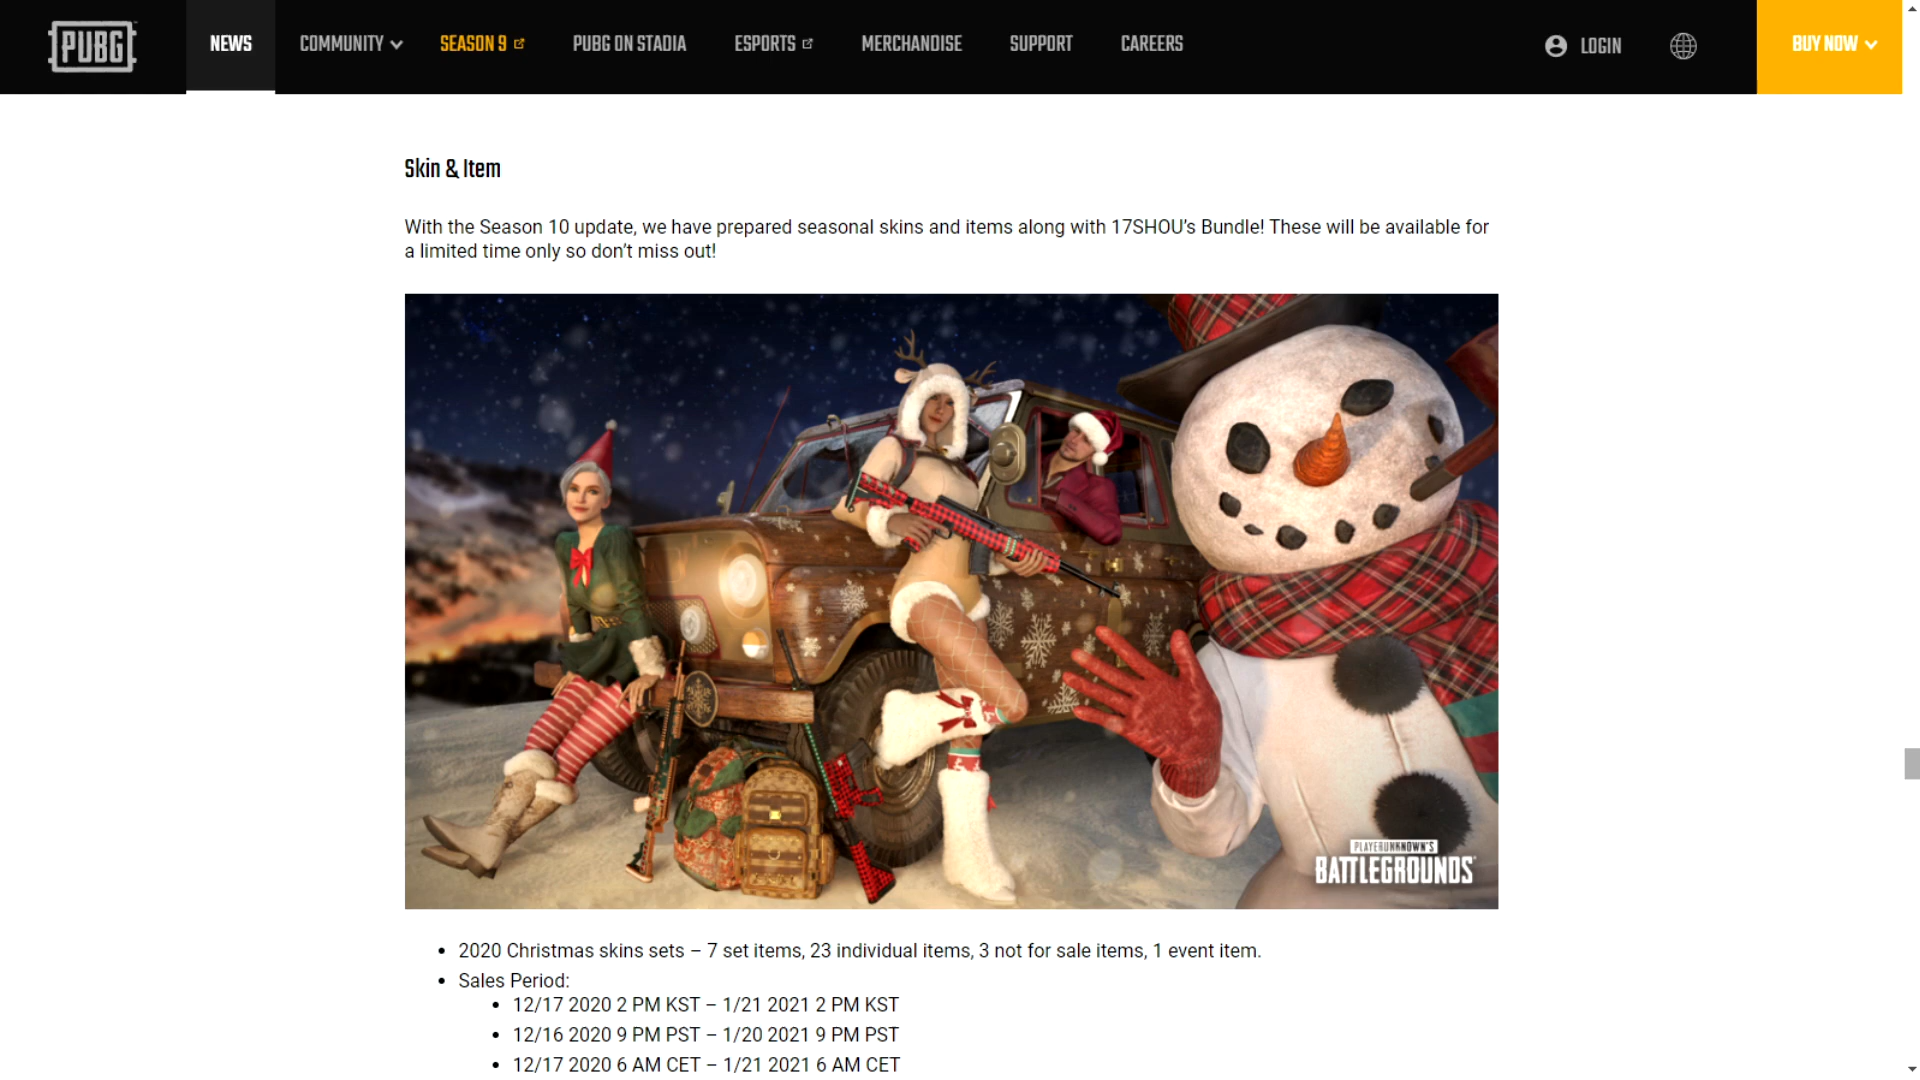 PUBG
NEWS
COMMUNITY
SEASON 9
PUBG ON STADIA
ESPORTS
MERCHANDISE
SUPPORT
CAREERS
LOGIN
BUY NOW
Skin & Item
With the Season 10 update, we have prepared seasonal skins and items along with 17SHOU’s Bundle! These will be available for
a limited time only so don’t miss out!
PLAYERUNKNOWN'S
BATTLEGROUNDS
• 2020 Christmas skins sets – 7 set items, 23 individual items, 3 not for sale items, 1 event item.
• Sales Period:
• 12/17 2020 2 PM KST – 1/21 2021 2 PM KST
• 12/16 2020 9 PM PST – 1/20 2021 9 PM PST
• 12/17 2020 6 AM CET – 1/21 2021 6 AM CET